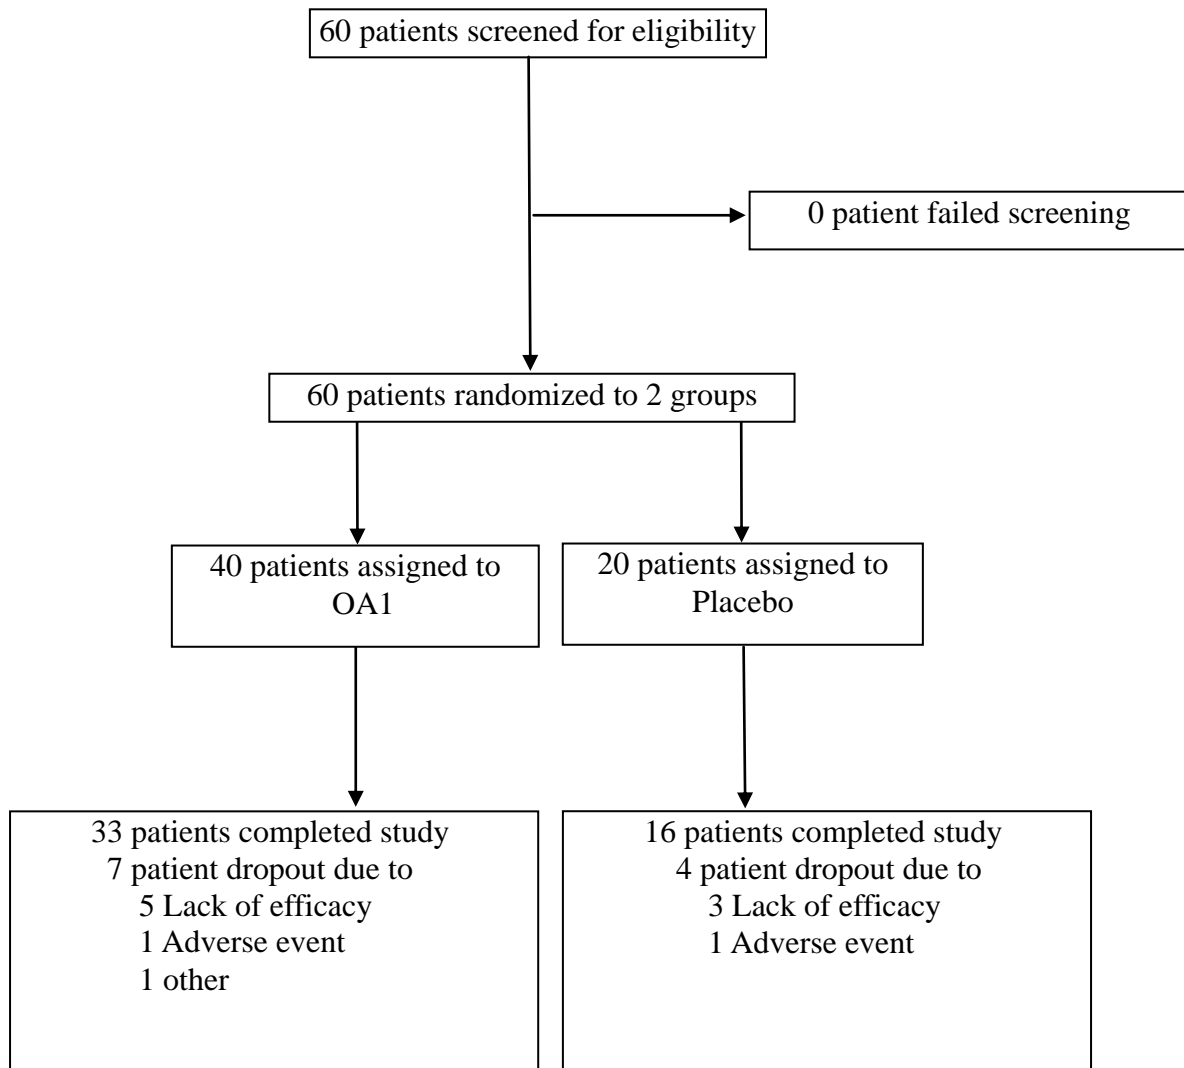 60 patients screened for eligibility
0 patient failed screening
60 patients randomized to 2 groups
40 patients assigned to
OA1
20 patients assigned to
Placebo
33 patients completed study
7 patient dropout due to
5 Lack of efficacy
1 Adverse event
1 other
16 patients completed study
4 patient dropout due to
3 Lack of efficacy
1 Adverse event